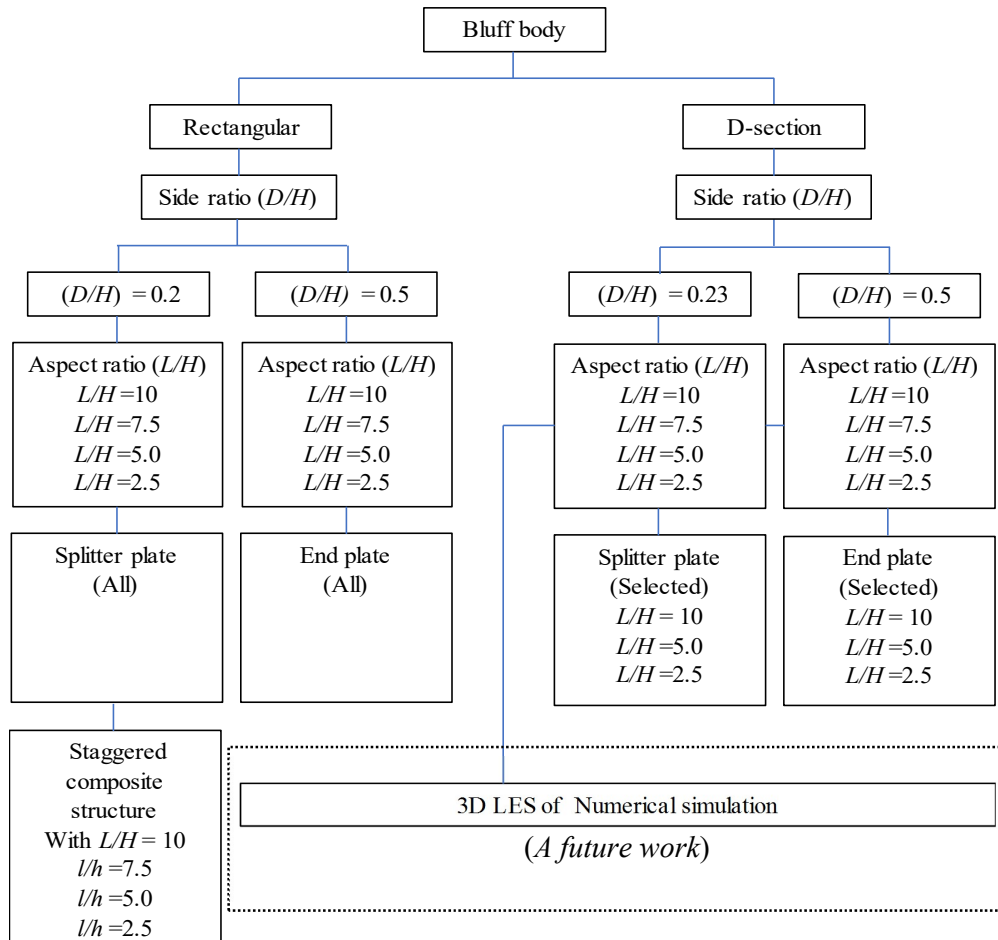 Bluff body
Rectangular
D-section
Side ratio (D/H)
Side ratio (D/H)
(D/H) = 0.2
(D/H) = 0.5
(D/H) = 0.23
(D/H) = 0.5
Aspect ratio (L/H)
L/H=10
L/H=7.5
L/H=5.0
L/H=2.5
Aspect ratio (L/H)
L/H=10
L/H=7.5
L/H=5.0
L/H=2.5
Aspect ratio (L/H)
L/H=10
L/H=7.5
L/H=5.0
L/H=2.5
Aspect ratio (L/H)
L/H=10
L/H=7.5
L/H=5.0
L/H=2.5
Splitter plate
(All)
End plate
(All)
Splitter plate
(Selected)
L/H= 10
L/H=5.0
L/H=2.5
End plate
(Selected)
L/H= 10
L/H=5.0
L/H=2.5
Staggered
composite
structure
With L/H = 10
l/h =7.5
l/h =5.0
l/h =2.5
3D LES of Numerical simulation
(A future work)